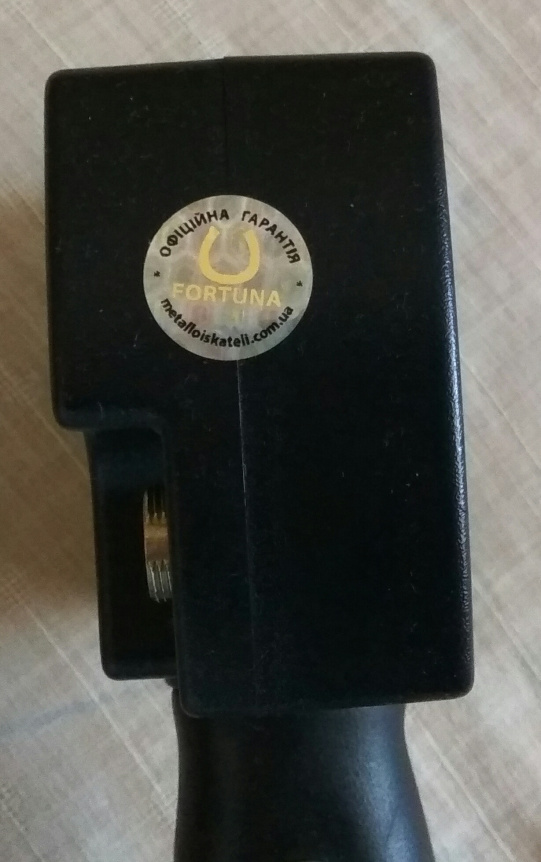 ОФІЦІЙНА ГАРАНТІЯ
FORTUNA
metalloiskateli.com.ua